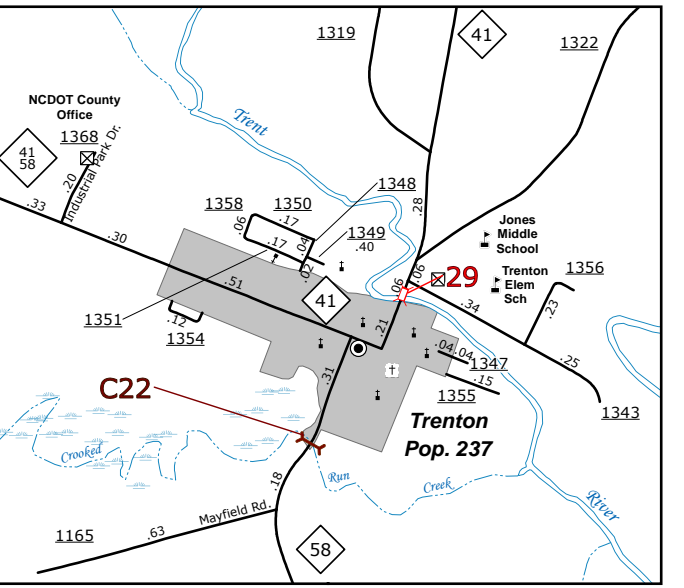 1319
41
1322
NCDOT County
Office
1368
41
58
Industrial Park Dr.
.20
Trent
.33
.30
1358
1350
1348
.17
.06
.17
.04
.02
1349
.40
.28
Jones
Middle
School
.06
.06
29
Trenton
Elem
Sch
1356
.34
.23
.25
.51
41
1351
.12
1354
.21
.04
.04
1347
.15
1355
1343
.31
C22
Trenton
Pop. 237
Crooked
Run
Creek
River
.18
Mayfield Rd.
.63
1165
58